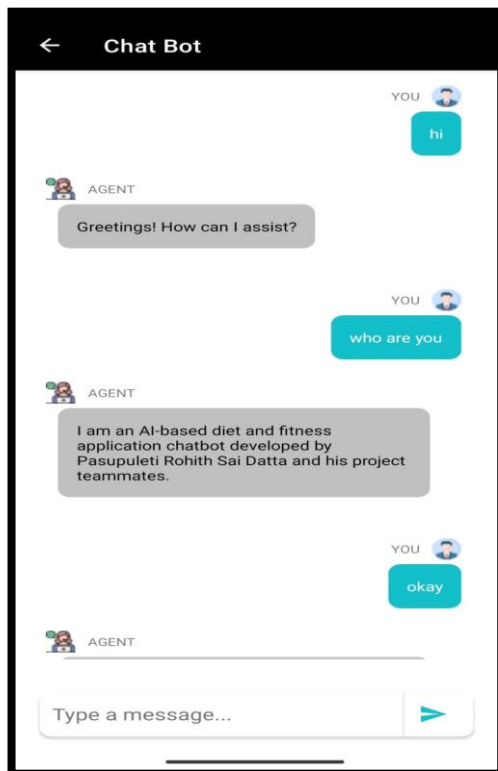 Chat Bot
YOU
hi
AGENT
Greetings! How can I assist?
YOU
who are you
AGENT
I am an AI-based diet and fitness
application chatbot developed by
Pasupuleti Rohith Sai Datta and his project
teammates.
YOU
okay
AGENT
Type a message...